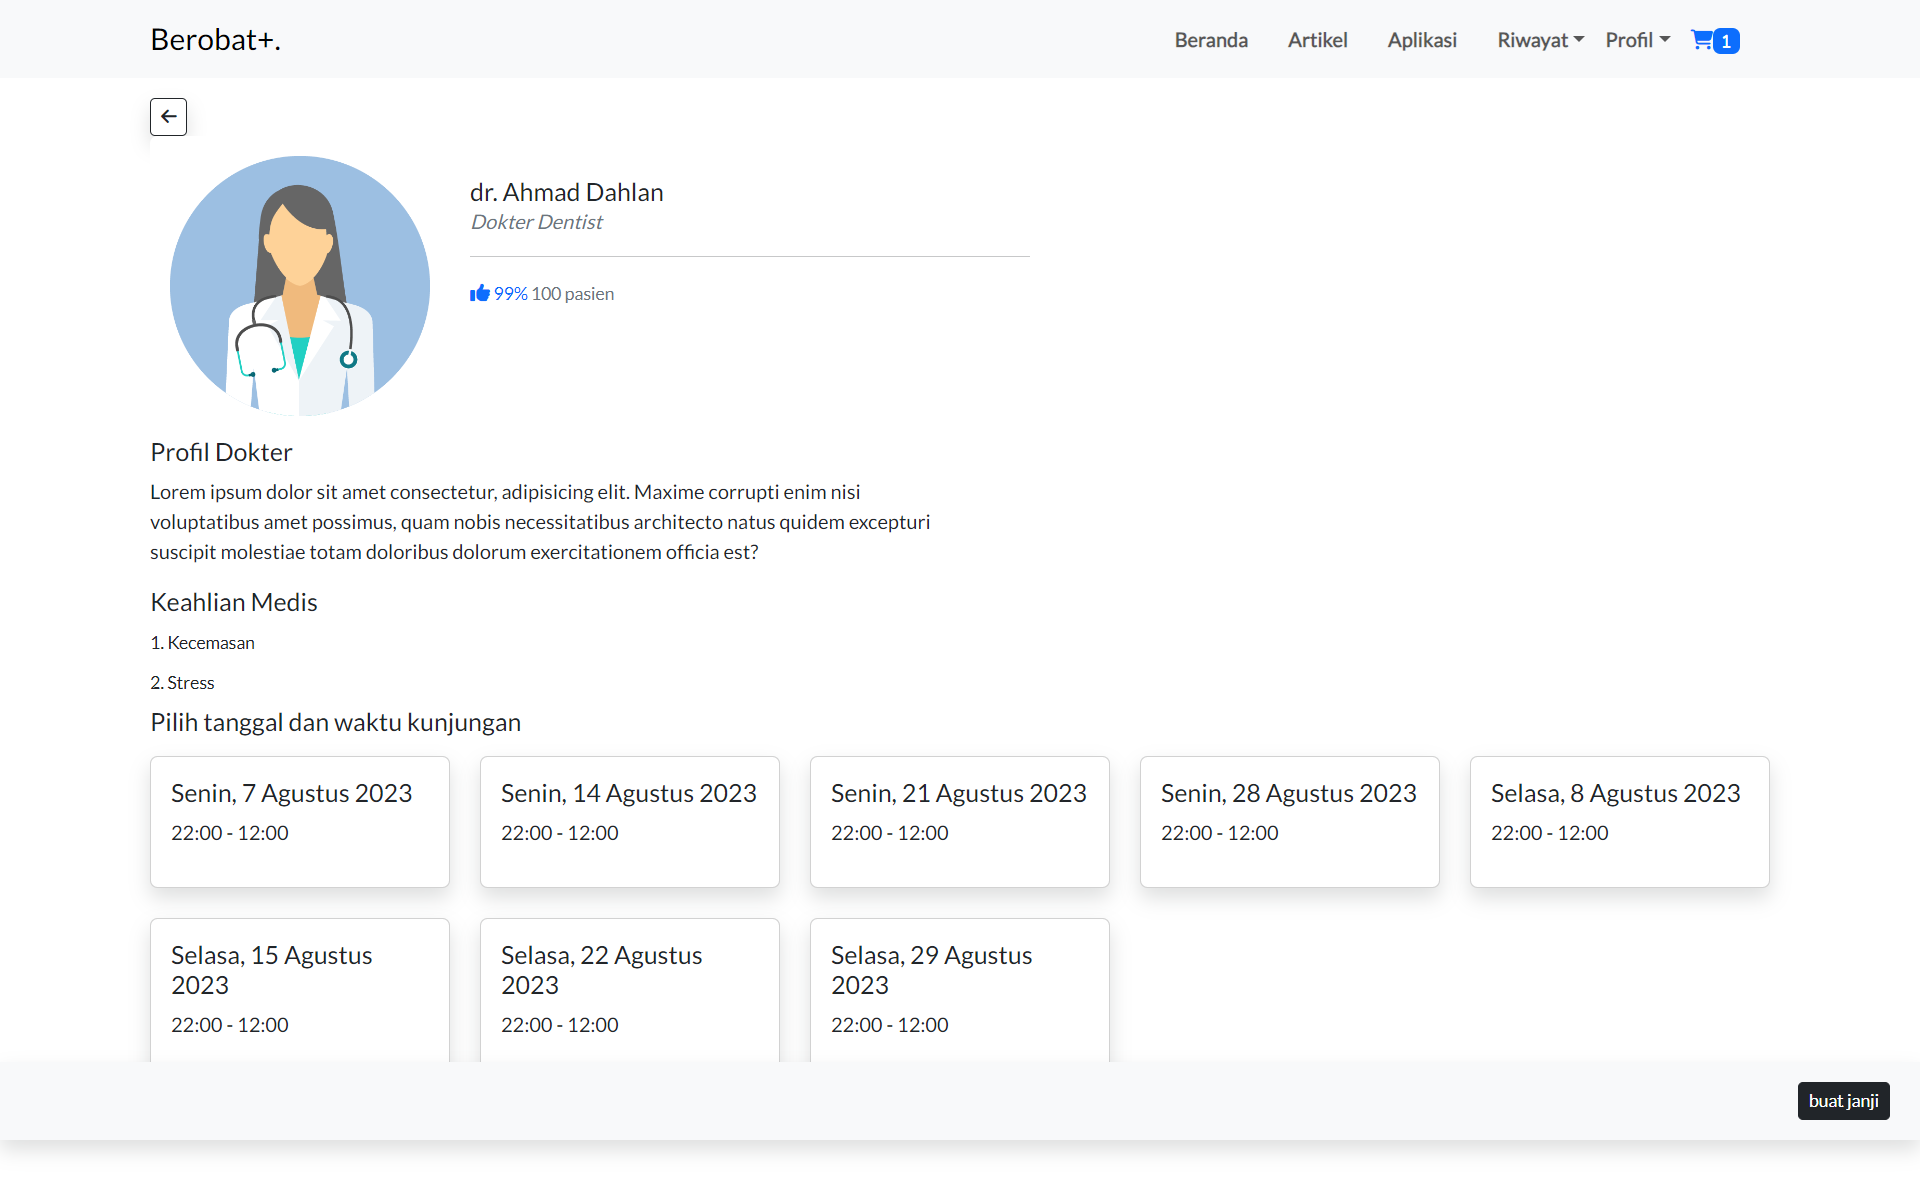 Berobat+.
Beranda Artikel Aplikasi Riwayat Profil 1
dr. Ahmad Dahlan
Dokter Dentist
99% 100 pasien
Profil Dokter
Lorem ipsum dolor sit amet consectetur, adipisicing elit. Maxime corrupti enim nisi
voluptatibus amet possimus, quam nobis necessitatibus architecto natus quidem excepturi
suscipit molestiae totam doloribus dolorum exercitationem officia est?
Keahlian Medis
1. Kecemasan
2. Stress
Pilih tanggal dan waktu kunjungan
Senin, 7 Agustus 2023
22:00 - 12:00
Senin, 14 Agustus 2023
22:00 - 12:00
Senin, 21 Agustus 2023
22:00 - 12:00
Senin, 28 Agustus 2023
22:00 - 12:00
Selasa, 8 Agustus 2023
22:00 - 12:00
Selasa, 15 Agustus
2023
22:00 - 12:00
Selasa, 22 Agustus
2023
22:00 - 12:00
Selasa, 29 Agustus
2023
22:00 - 12:00
buat janji